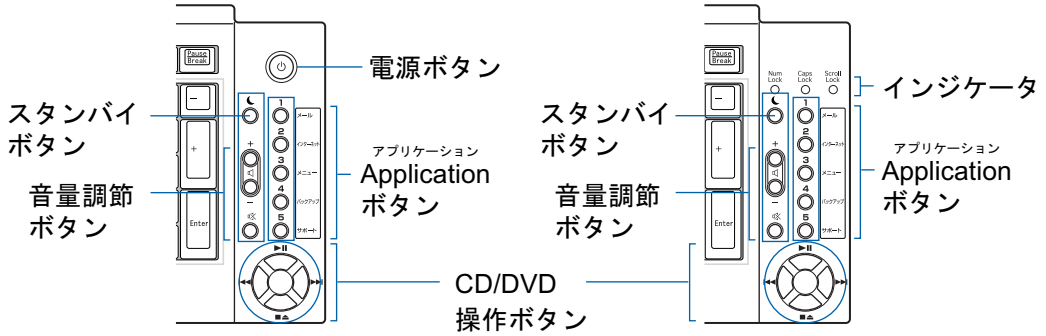 Pause
Break
電源ボタン
スタンバイ
ボタン
音量調節
ボタン
-
+
Enter
+
-
1
2
3
4
5
メール
インターネット
メニュー
バックアップ
サポート
アプリケーション
Application
ボタン
CD/DVD
操作ボタン
Pause
Break
Num
Lock
Caps
Lock
Scroll
Lock
インジケータ
スタンバイ
ボタン
音量調節
ボタン
-
+
Enter
+
-
1
2
3
4
5
メール
インターネット
メニュー
バックアップ
サポート
アプリケーション
Application
ボタン